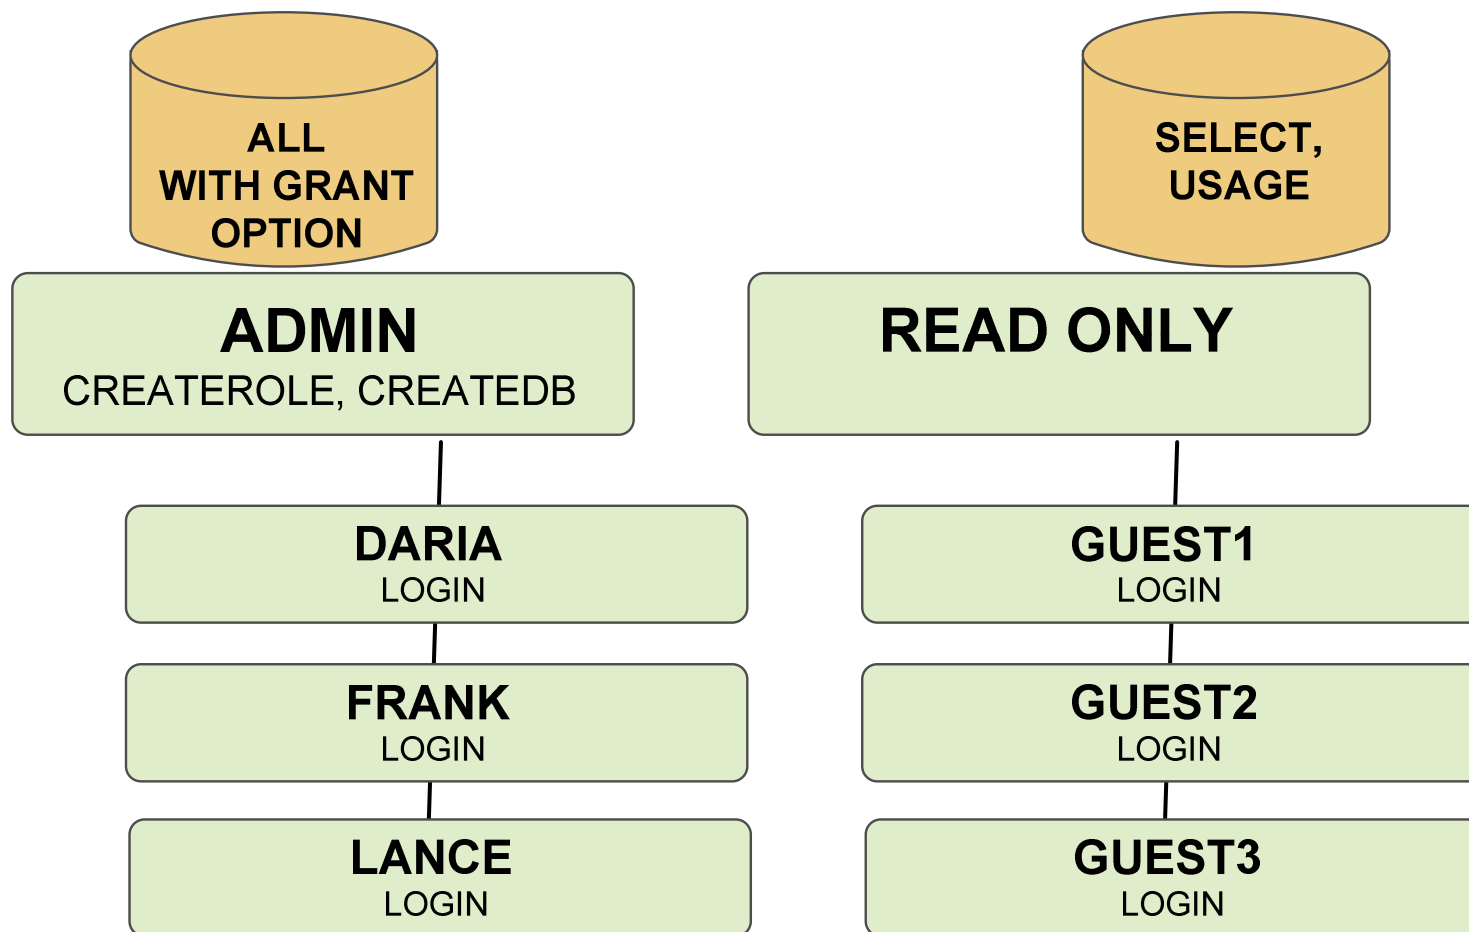 ALL
WITH GRANT
OPTION
ADMIN
CREATEROLE, CREATEDB
DARIA
LOGIN
FRANK
LOGIN
LANCE
LOGIN
SELECT,
USAGE
READ ONLY
GUEST1
LOGIN
GUEST2
LOGIN
GUEST3
LOGIN